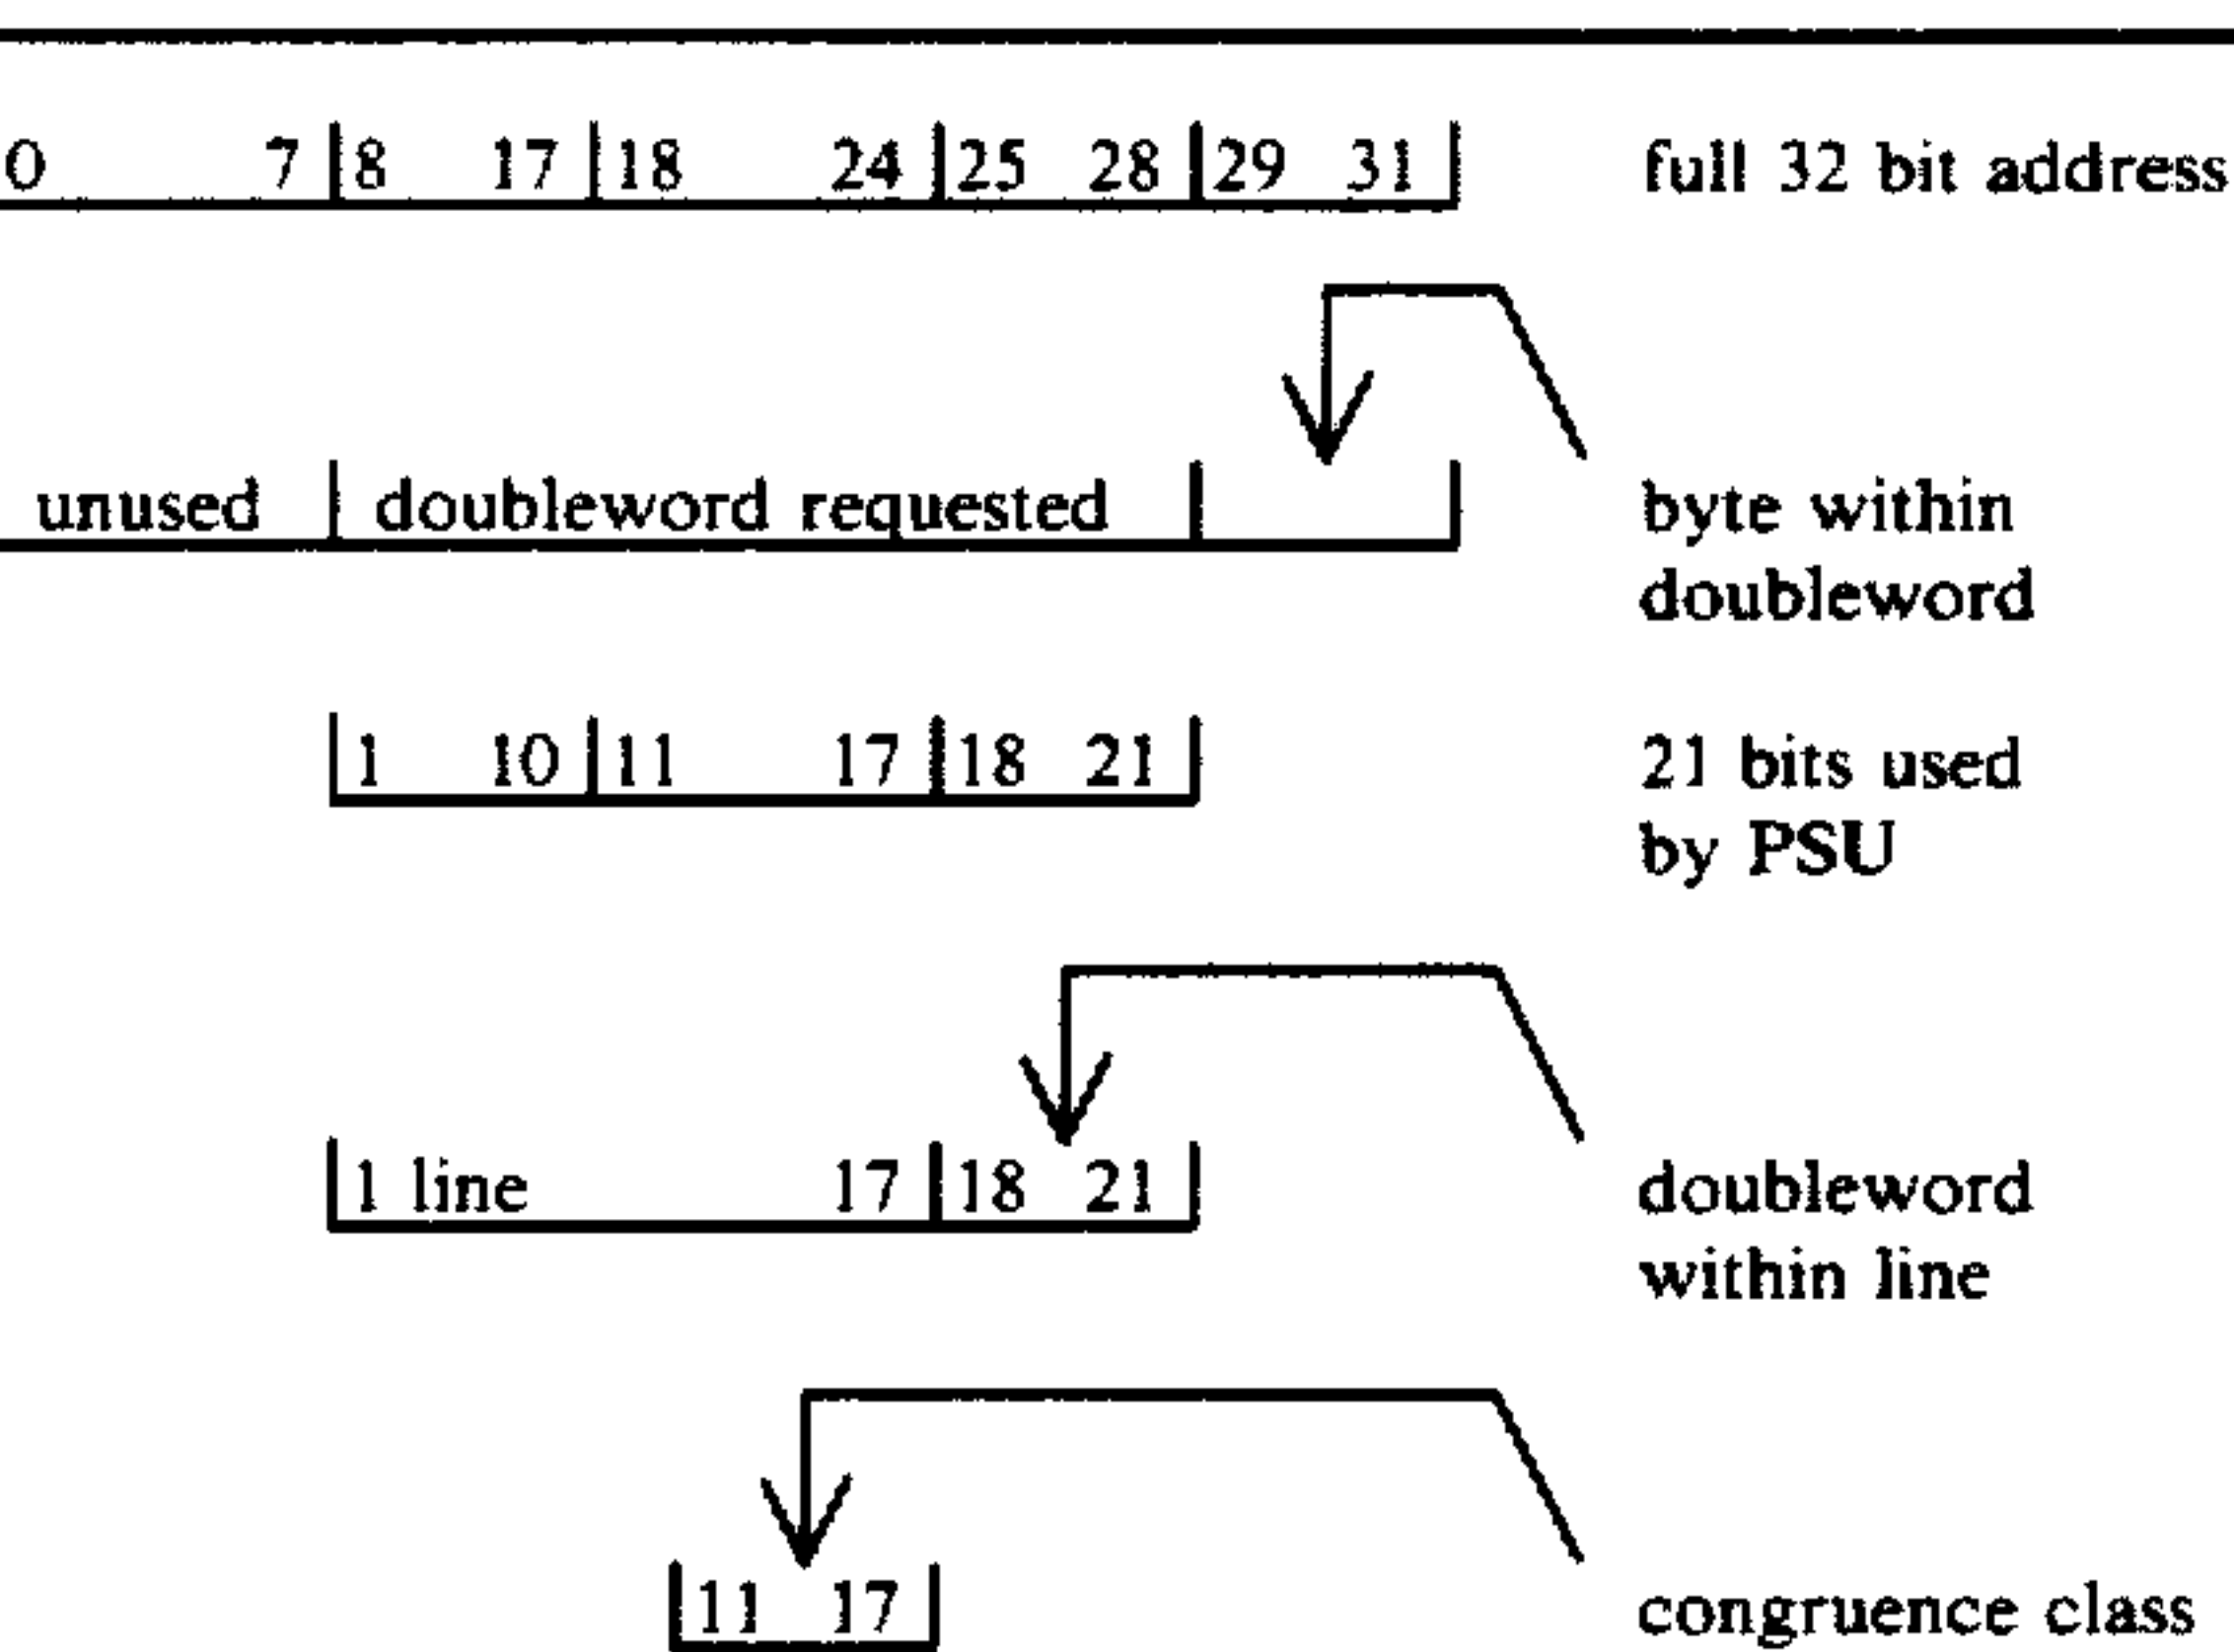 0 7 8 17 18 24 25 28 29 31 full 32 bit address
unused doubleword requested byte within
doubleword
1 10 11 17 18 21 21 bits used
by PSU
1 line 17 18 21 doubleword
within line
11 17 congruence class